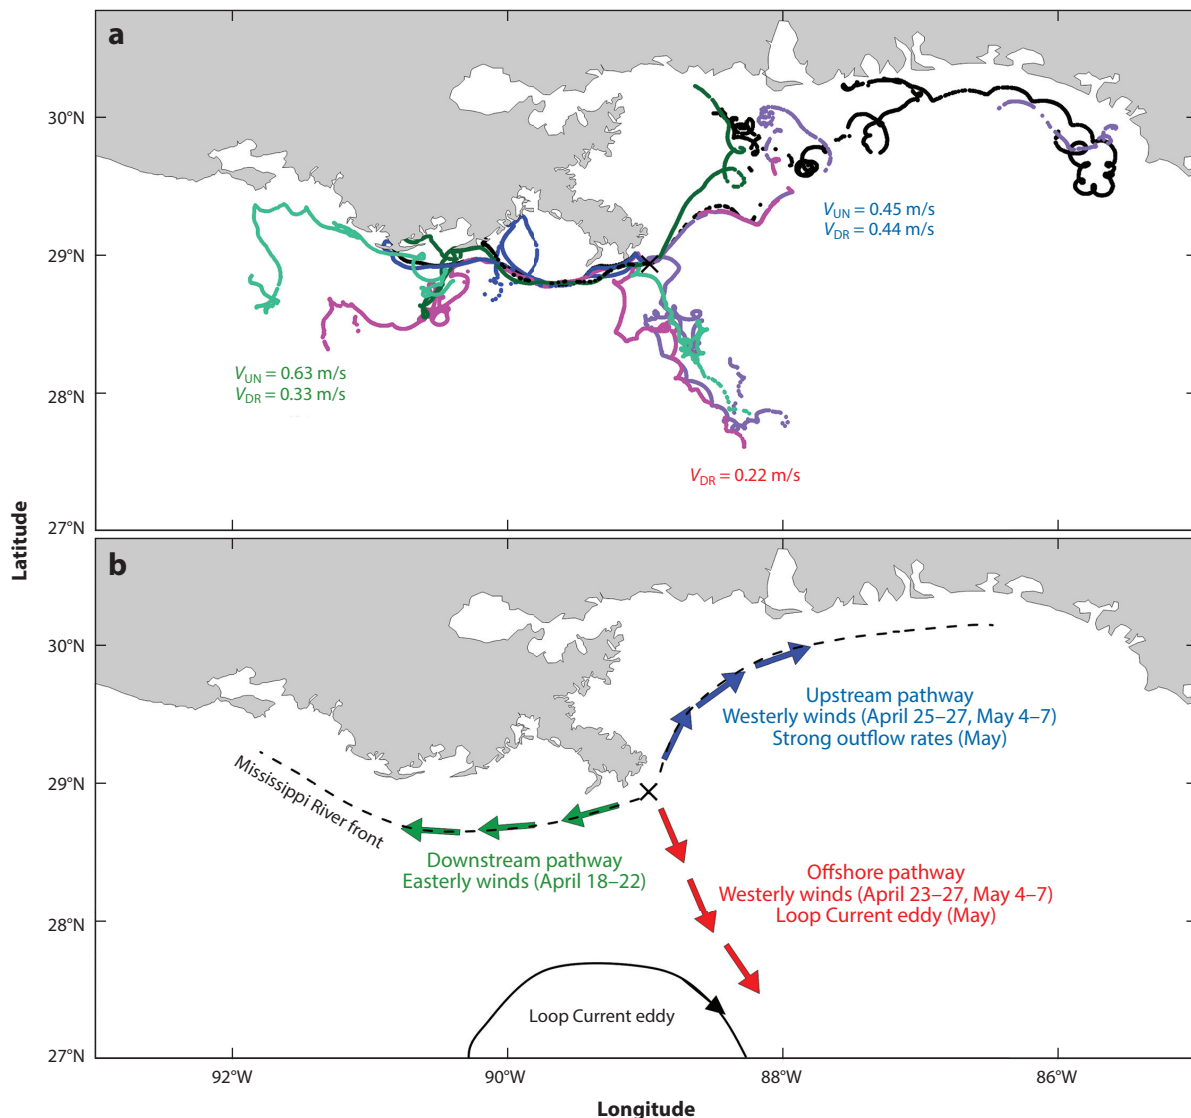 a
30°N
29°N
28°N
27°N
V_UN = 0.45 m/s
V_DR = 0.44 m/s
V_UN = 0.63 m/s
V_DR = 0.33 m/s
V_DR = 0.22 m/s
Latitude
b
30°N
29°N
28°N
27°N
Upstream pathway
Westerly winds (April 25–27, May 4–7)
Strong outflow rates (May)
Mississippi River front
Downstream pathway
Easterly winds (April 18–22)
Offshore pathway
Westerly winds (April 23–27, May 4–7)
Loop Current eddy (May)
Loop Current eddy
92°W
90°W
88°W
86°W
Longitude